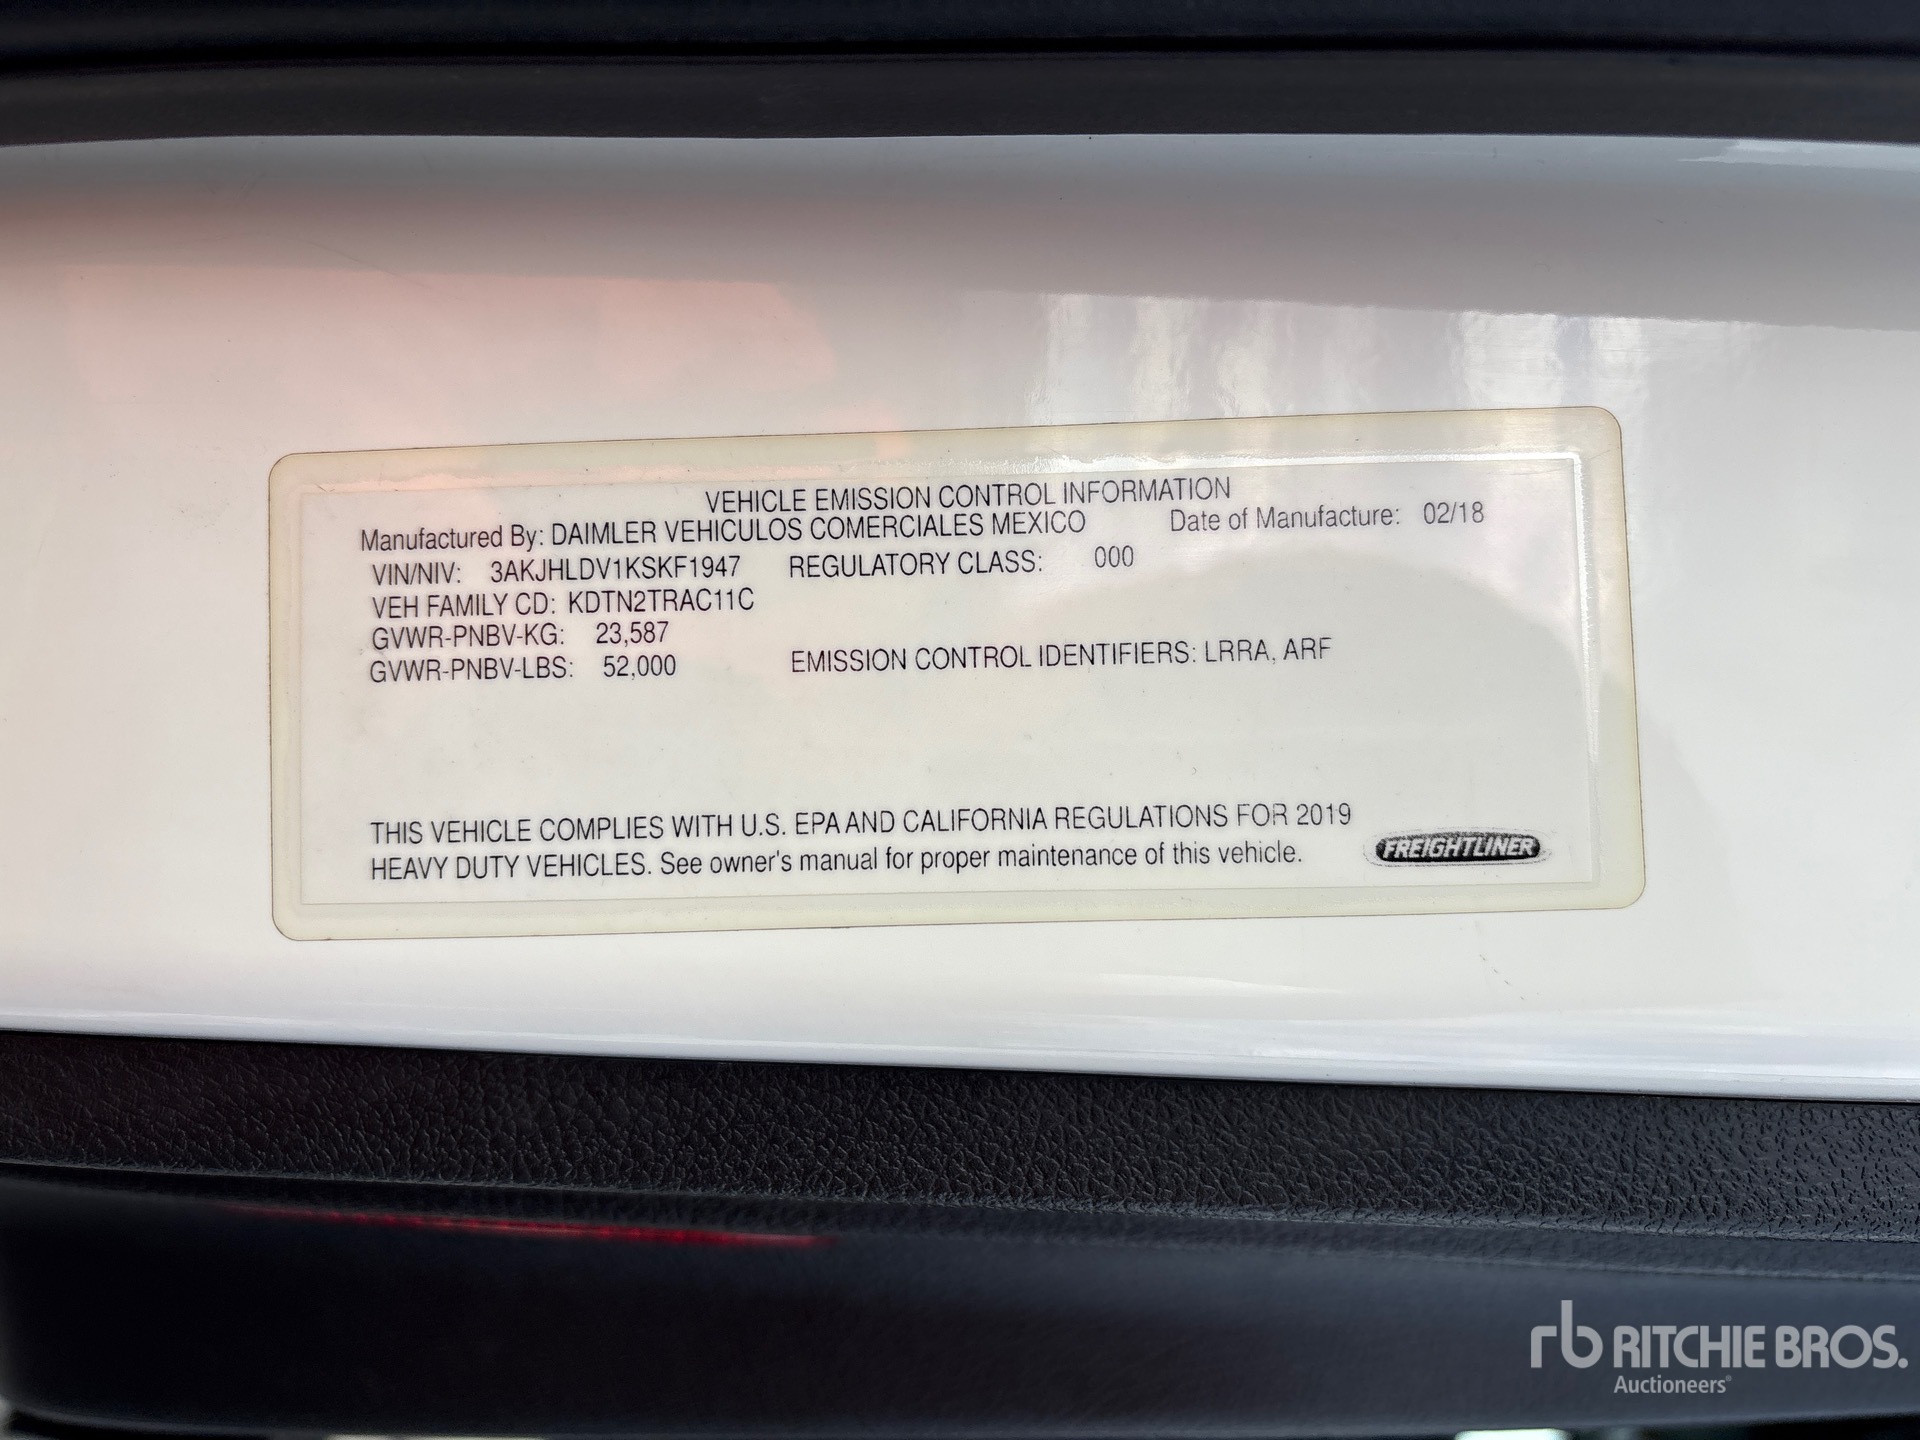 VEHICLE EMISSION CONTROL INFORMATION
Manufactured By: DAIMLER VEHICULOS COMERCIALES MEXICO Date of Manufacture: 02/18
VIN/NIV: 3AKJHLDV1KSKF1947 REGULATORY CLASS: 000
VEH FAMILY CD: KDTN2TRAC11C
GVWR-PNBV-KG: 23,587
GVWR-PNBV-LBS: 52,000 EMISSION CONTROL IDENTIFIERS: LRRA, ARF
THIS VEHICLE COMPLIES WITH U.S. EPA AND CALIFORNIA REGULATIONS FOR 2019
HEAVY DUTY VEHICLES. See owner's manual for proper maintenance of this vehicle.
FREIGHTLINER
rb RITCHIE BROS.
Auctioneers®